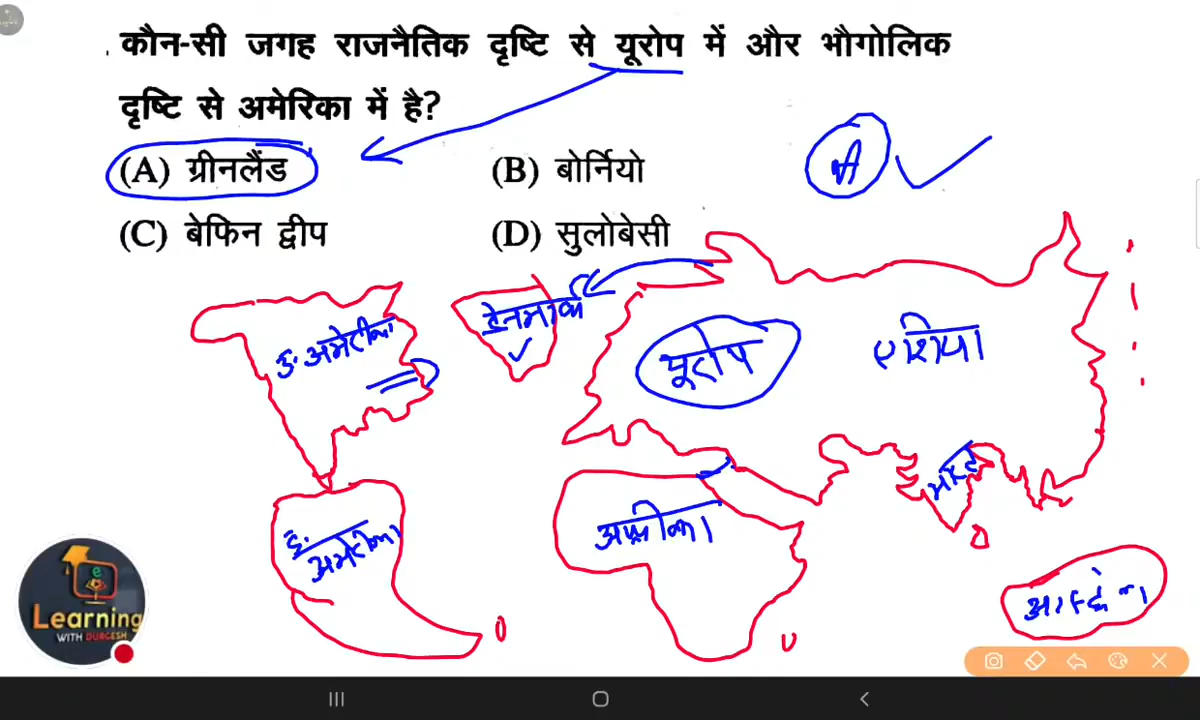 कौन-सी जगह राजनैतिक दृष्टि से यूरोप में और भौगोलिक
दृष्टि से अमेरिका में है?
(A) ग्रीनलैंड
(B) बोर्नियो
(C) बेफिन द्वीप
(D) सुलोबेसी
डेनमार्क
उ. अमेरीका
यूरोप
एशिया
भारत
अफ्रीका
द. अमेरीका
e
Learning
WITH DURGESH